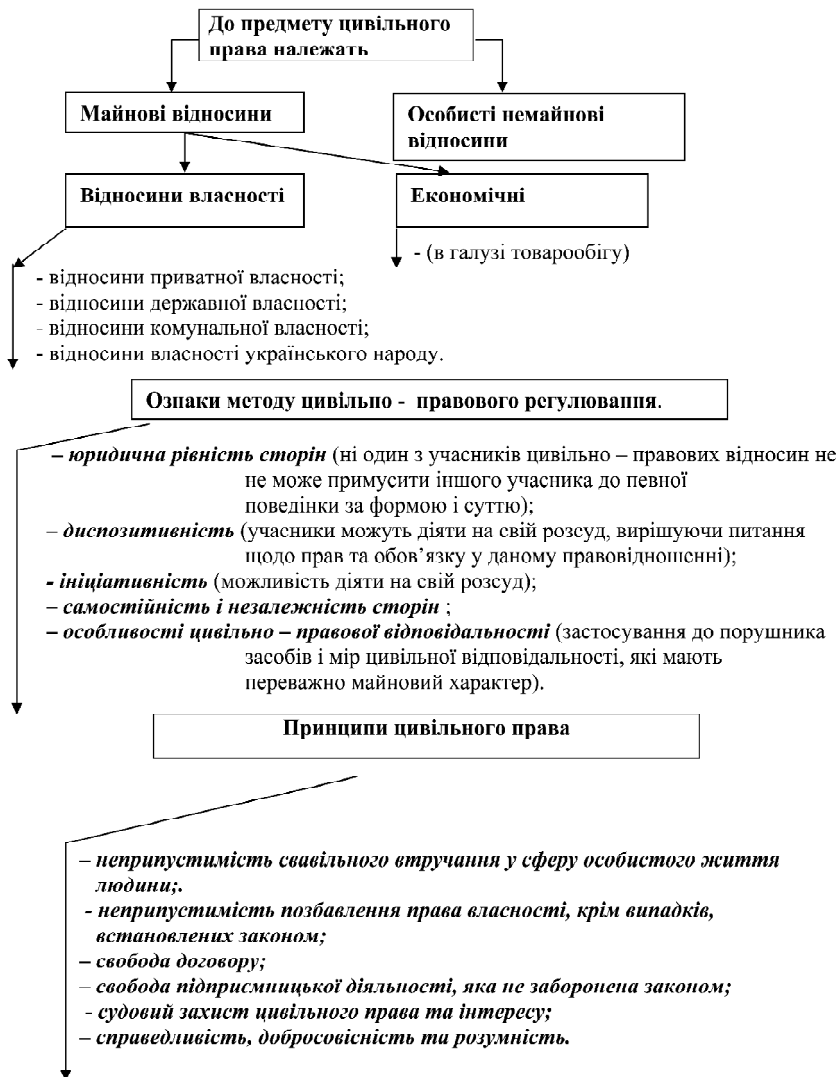 До предмету цивільного
права належать
Майнові відносини
Особисті немайнові
відносини
Відносини власності
Економічні
- (в галузі товарообігу)
- відносини приватної власності;
- відносини державної власності;
- відносини комунальної власності;
- відносини власності українського народу.
Ознаки методу цивільно - правового регулювання.
– юридична рівність сторін (ні один з учасників цивільно – правових відносин не
не може примусити іншого учасника до певної
поведінки за формою і суттю);
– диспозитивність (учасники можуть діяти на свій розсуд, вирішуючи питання
щодо прав та обов’язку у даному правовідношенні);
- ініціативність (можливість діяти на свій розсуд);
– самостійність і незалежність сторін ;
– особливості цивільно – правової відповідальності (застосування до порушника
засобів і мір цивільної відповідальності, які мають
переважно майновий характер).
Принципи цивільного права
– неприпустимість свавільного втручання у сферу особистого життя
людини;.
- неприпустимість позбавлення права власності, крім випадків,
встановлених законом;
– свобода договору;
– свобода підприємницької діяльності, яка не заборонена законом;
- судовий захист цивільного права та інтересу;
– справедливість, добросовісність та розумність.